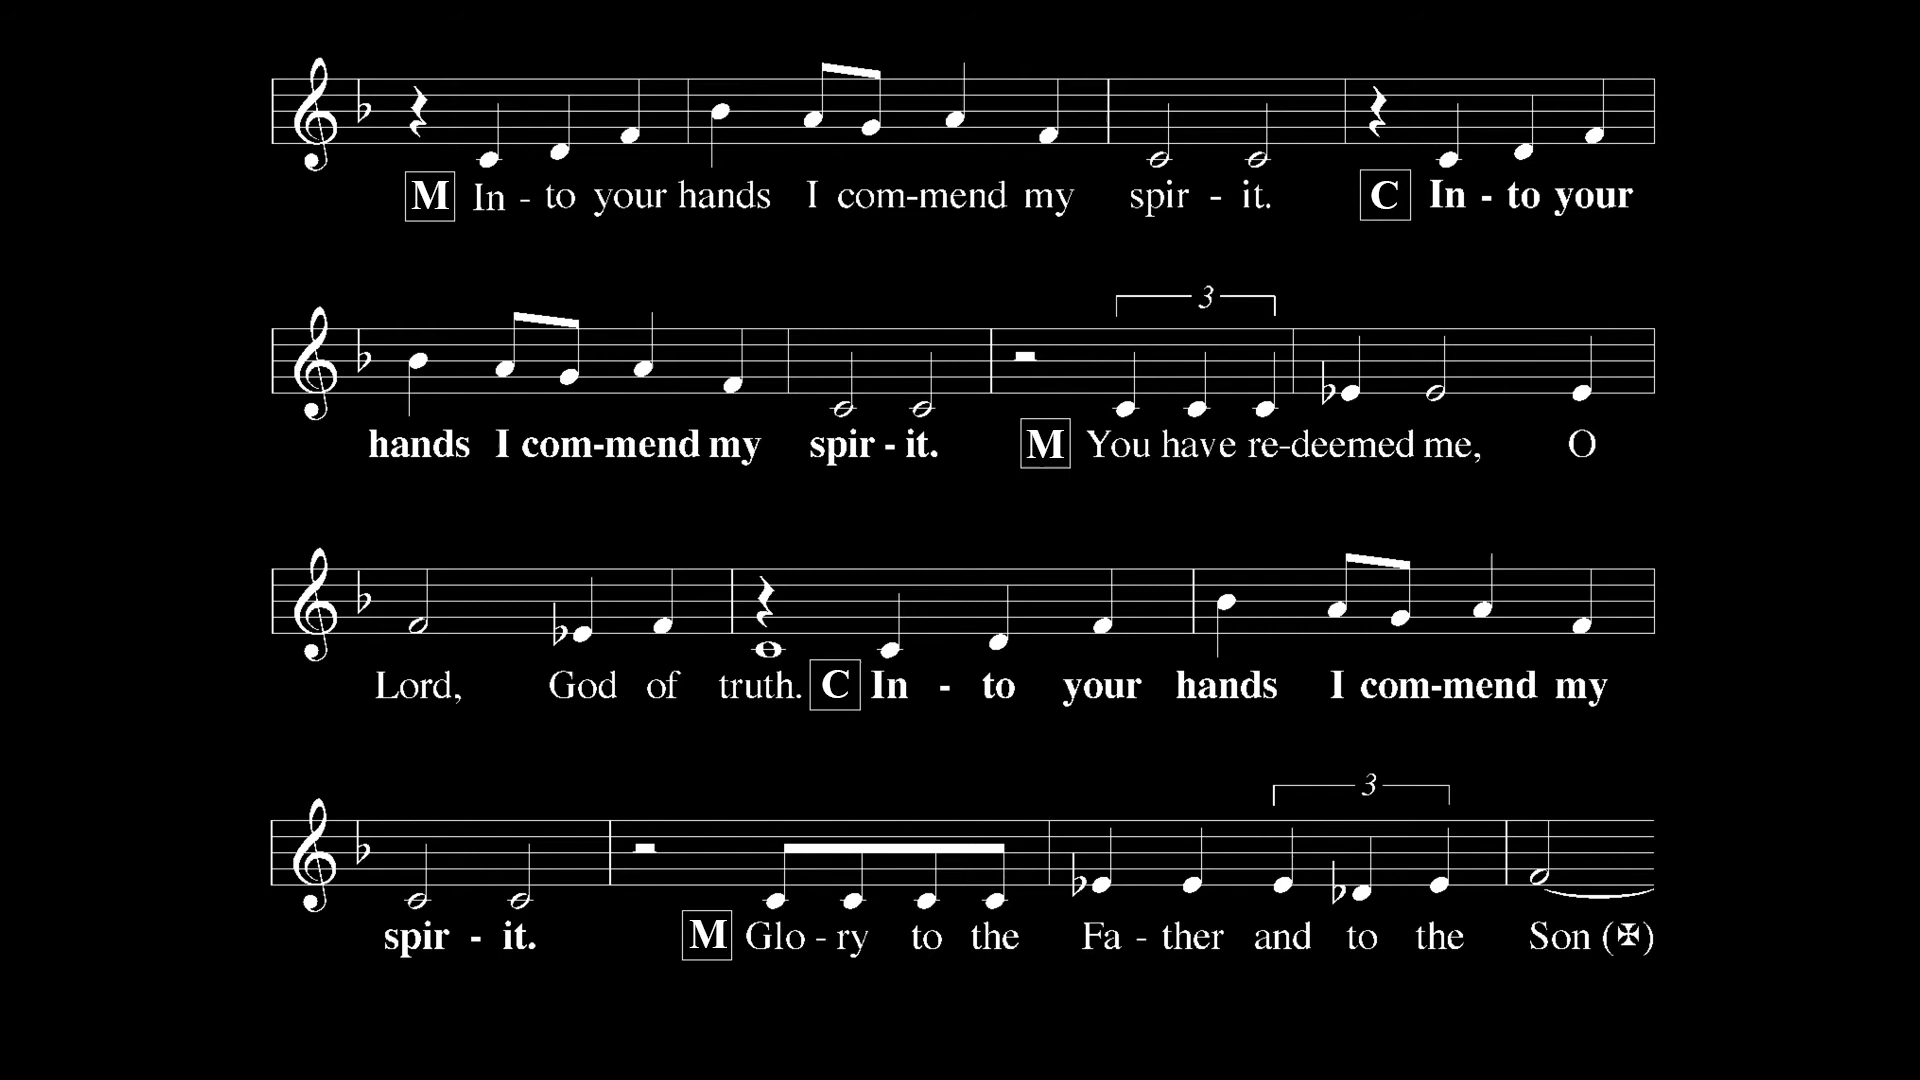 M In - to your hands I com-mend my spir - it. C In - to your
hands I com-mend my spir - it. M You have re-deemed me, O
3
Lord, God of truth. C In - to your hands I com-mend my
3
spir - it. M Glo - ry to the Fa - ther and to the Son (✠)